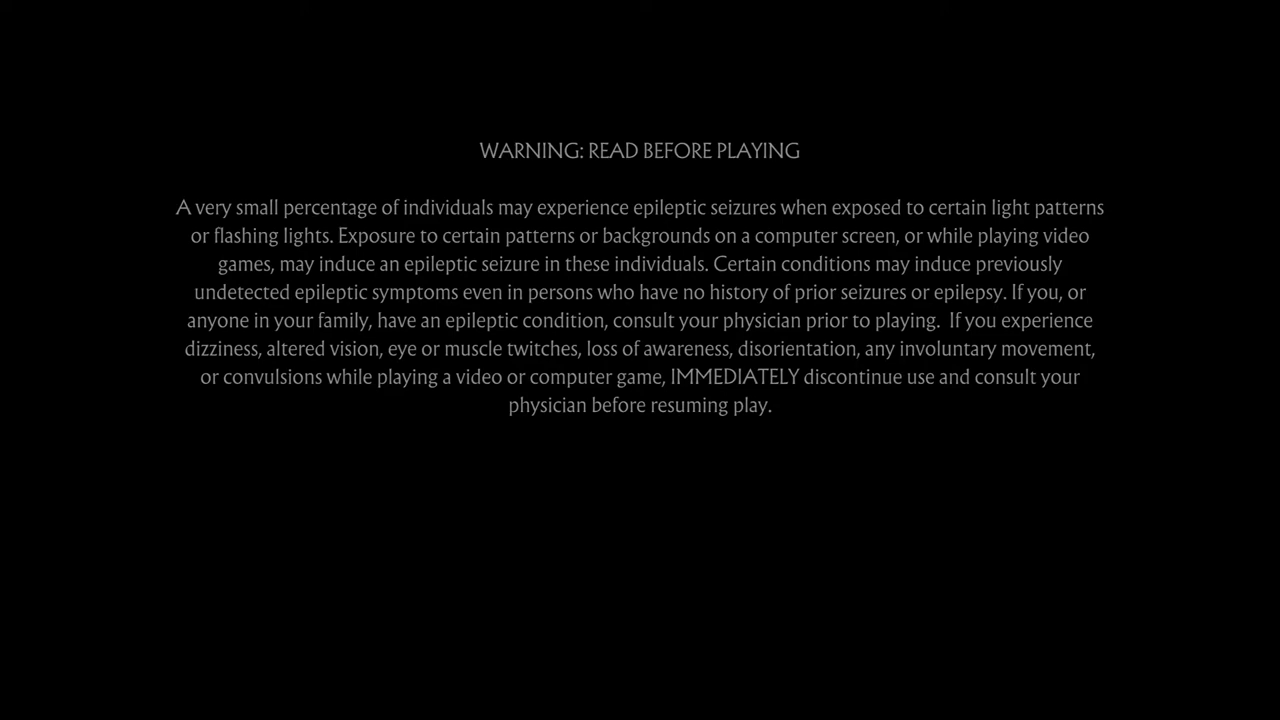 WARNING: READ BEFORE PLAYING
A very small percentage of individuals may experience epileptic seizures when exposed to certain light patterns
or flashing lights. Exposure to certain patterns or backgrounds on a computer screen, or while playing video
games, may induce an epileptic seizure in these individuals. Certain conditions may induce previously
undetected epileptic symptoms even in persons who have no history of prior seizures or epilepsy. If you, or
anyone in your family, have an epileptic condition, consult your physician prior to playing.  If you experience
dizziness, altered vision, eye or muscle twitches, loss of awareness, disorientation, any involuntary movement,
or convulsions while playing a video or computer game, IMMEDIATELY discontinue use and consult your
physician before resuming play.